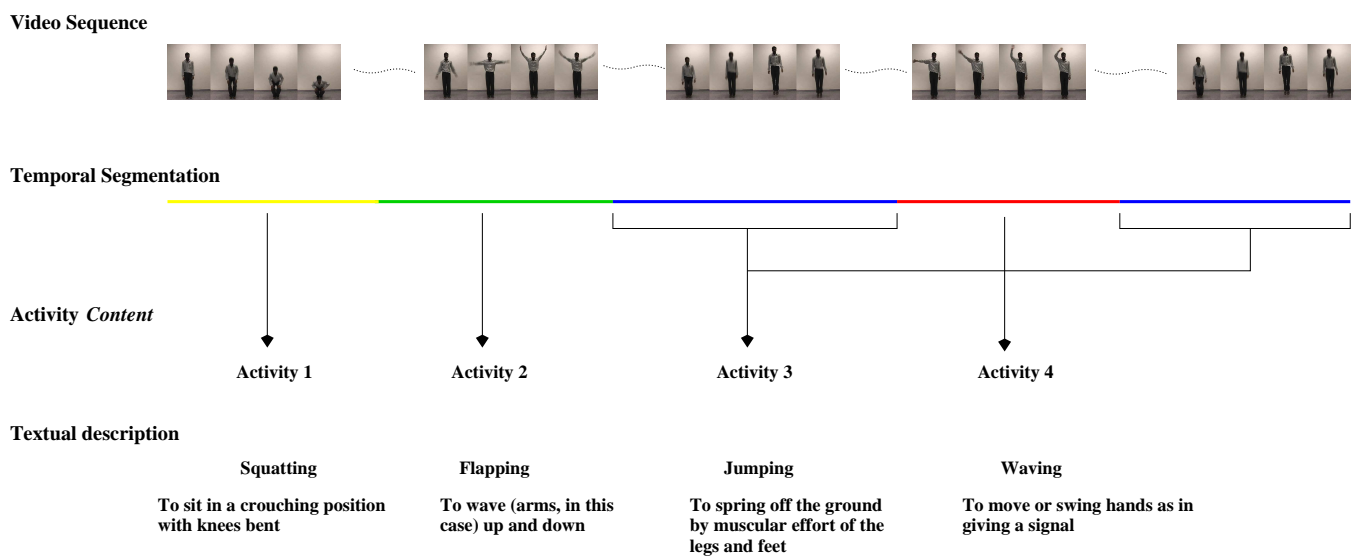 Video Sequence
Temporal Segmentation
Activity Content
Activity 1
Activity 2
Activity 3
Activity 4
Textual description
Squatting
Flapping
Jumping
Waving
To sit in a crouching position
with knees bent
To wave (arms, in this
case) up and down
To spring off the ground
by muscular effort of the
legs and feet
To move or swing hands as in
giving a signal